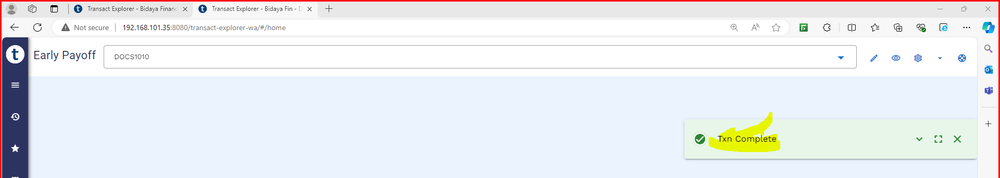 Transact Explorer - Bidaya Financ
Transact Explorer - Bidaya Fin - D
Not secure
192.168.101.35:8080/transact-explorer-wa/#/home
t
Early Payoff
DOCS1010
Txn Complete